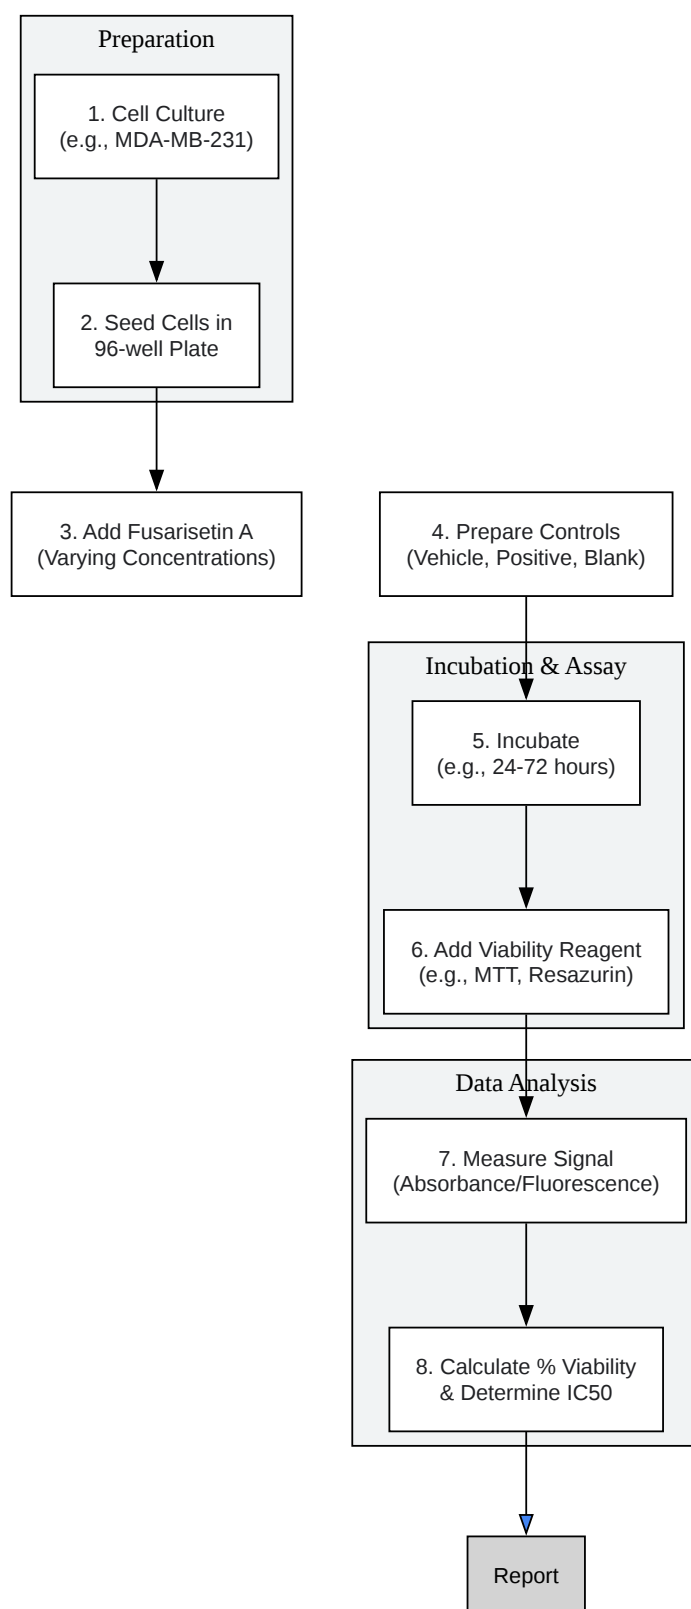 Preparation
1. Cell Culture
(e.g., MDA-MB-231)
2. Seed Cells in
96-well Plate
3. Add Fusarisetin A
(Varying Concentrations)
4. Prepare Controls
(Vehicle, Positive, Blank)
Incubation & Assay
5. Incubate
(e.g., 24-72 hours)
6. Add Viability Reagent
(e.g., MTT, Resazurin)
Data Analysis
7. Measure Signal
(Absorbance/Fluorescence)
8. Calculate % Viability
& Determine IC50
Report